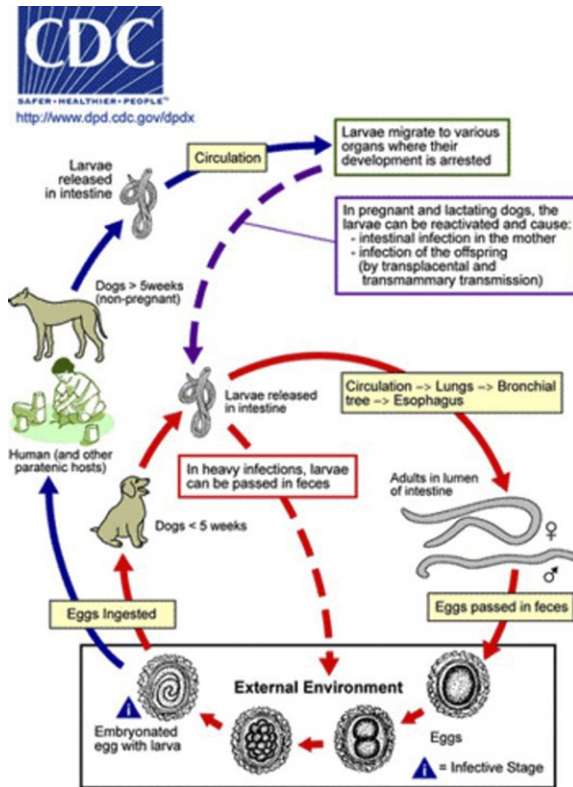 CDC
SAFER·HEALTHIER·PEOPLE™
http://www.dpd.cdc.gov/dpdx
Larvae
released
in intestine
Circulation
Larvae migrate to various
organs where their
development is arrested
In pregnant and lactating dogs, the
larvae can be reactivated and cause:
- intestinal infection in the mother
- infection of the offspring
(by transplacental and
transmammary transmission)
Dogs > 5weeks
(non-pregnant)
Larvae released
in intestine
Circulation –> Lungs –> Bronchial
tree –> Esophagus
Human (and other
paratenic hosts)
In heavy infections, larvae
can be passed in feces
Adults in lumen
of intestine
♀
♂
Dogs < 5 weeks
Eggs Ingested
Eggs passed in feces
External Environment
i
Embryonated
egg with larva
Eggs
i = Infective Stage